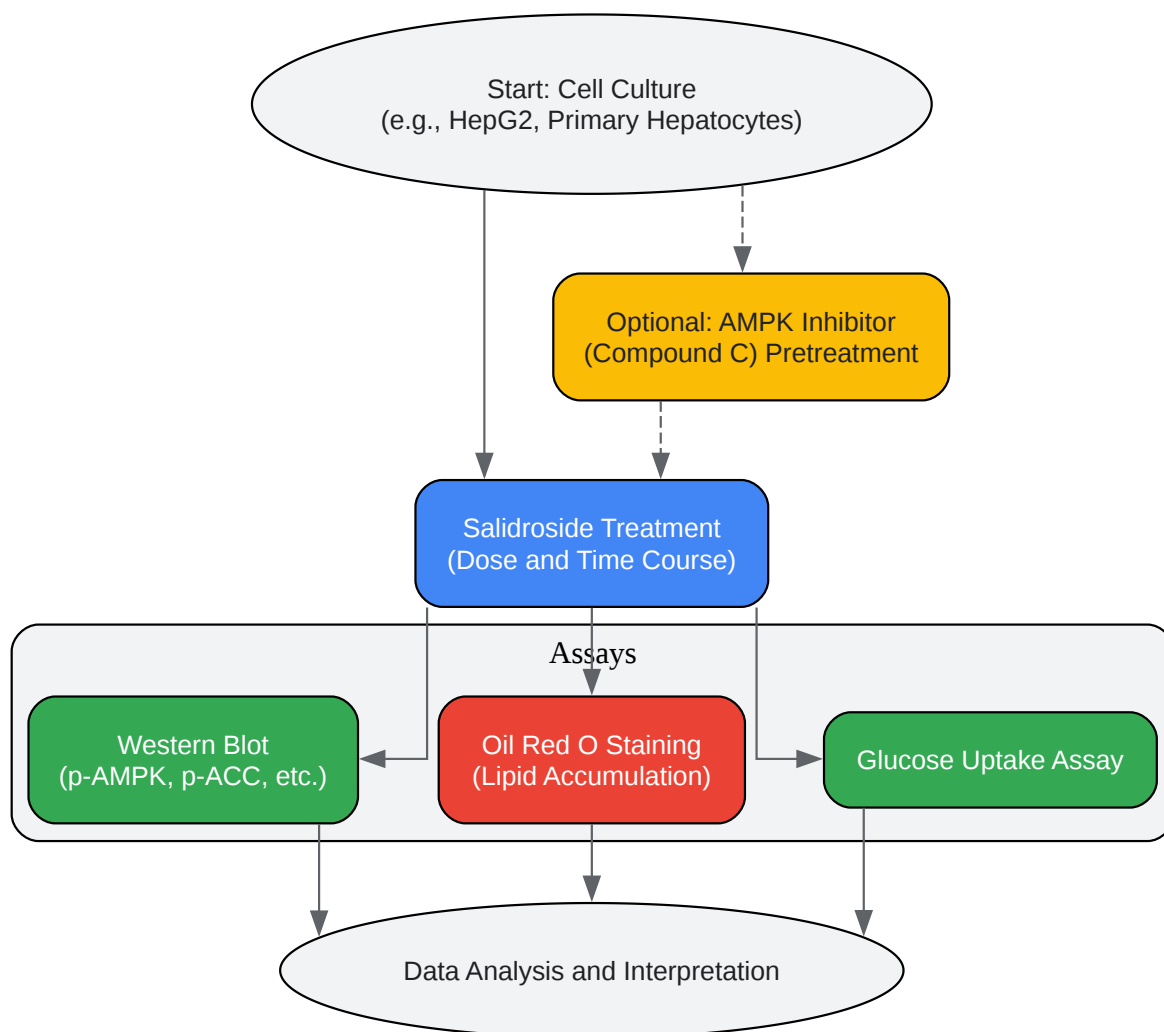 Start: Cell Culture
(e.g., HepG2, Primary Hepatocytes)
Optional: AMPK Inhibitor
(Compound C) Pretreatment
Salidroside Treatment
(Dose and Time Course)
Assays
Western Blot
(p-AMPK, p-ACC, etc.)
Oil Red O Staining
(Lipid Accumulation)
Glucose Uptake Assay
Data Analysis and Interpretation